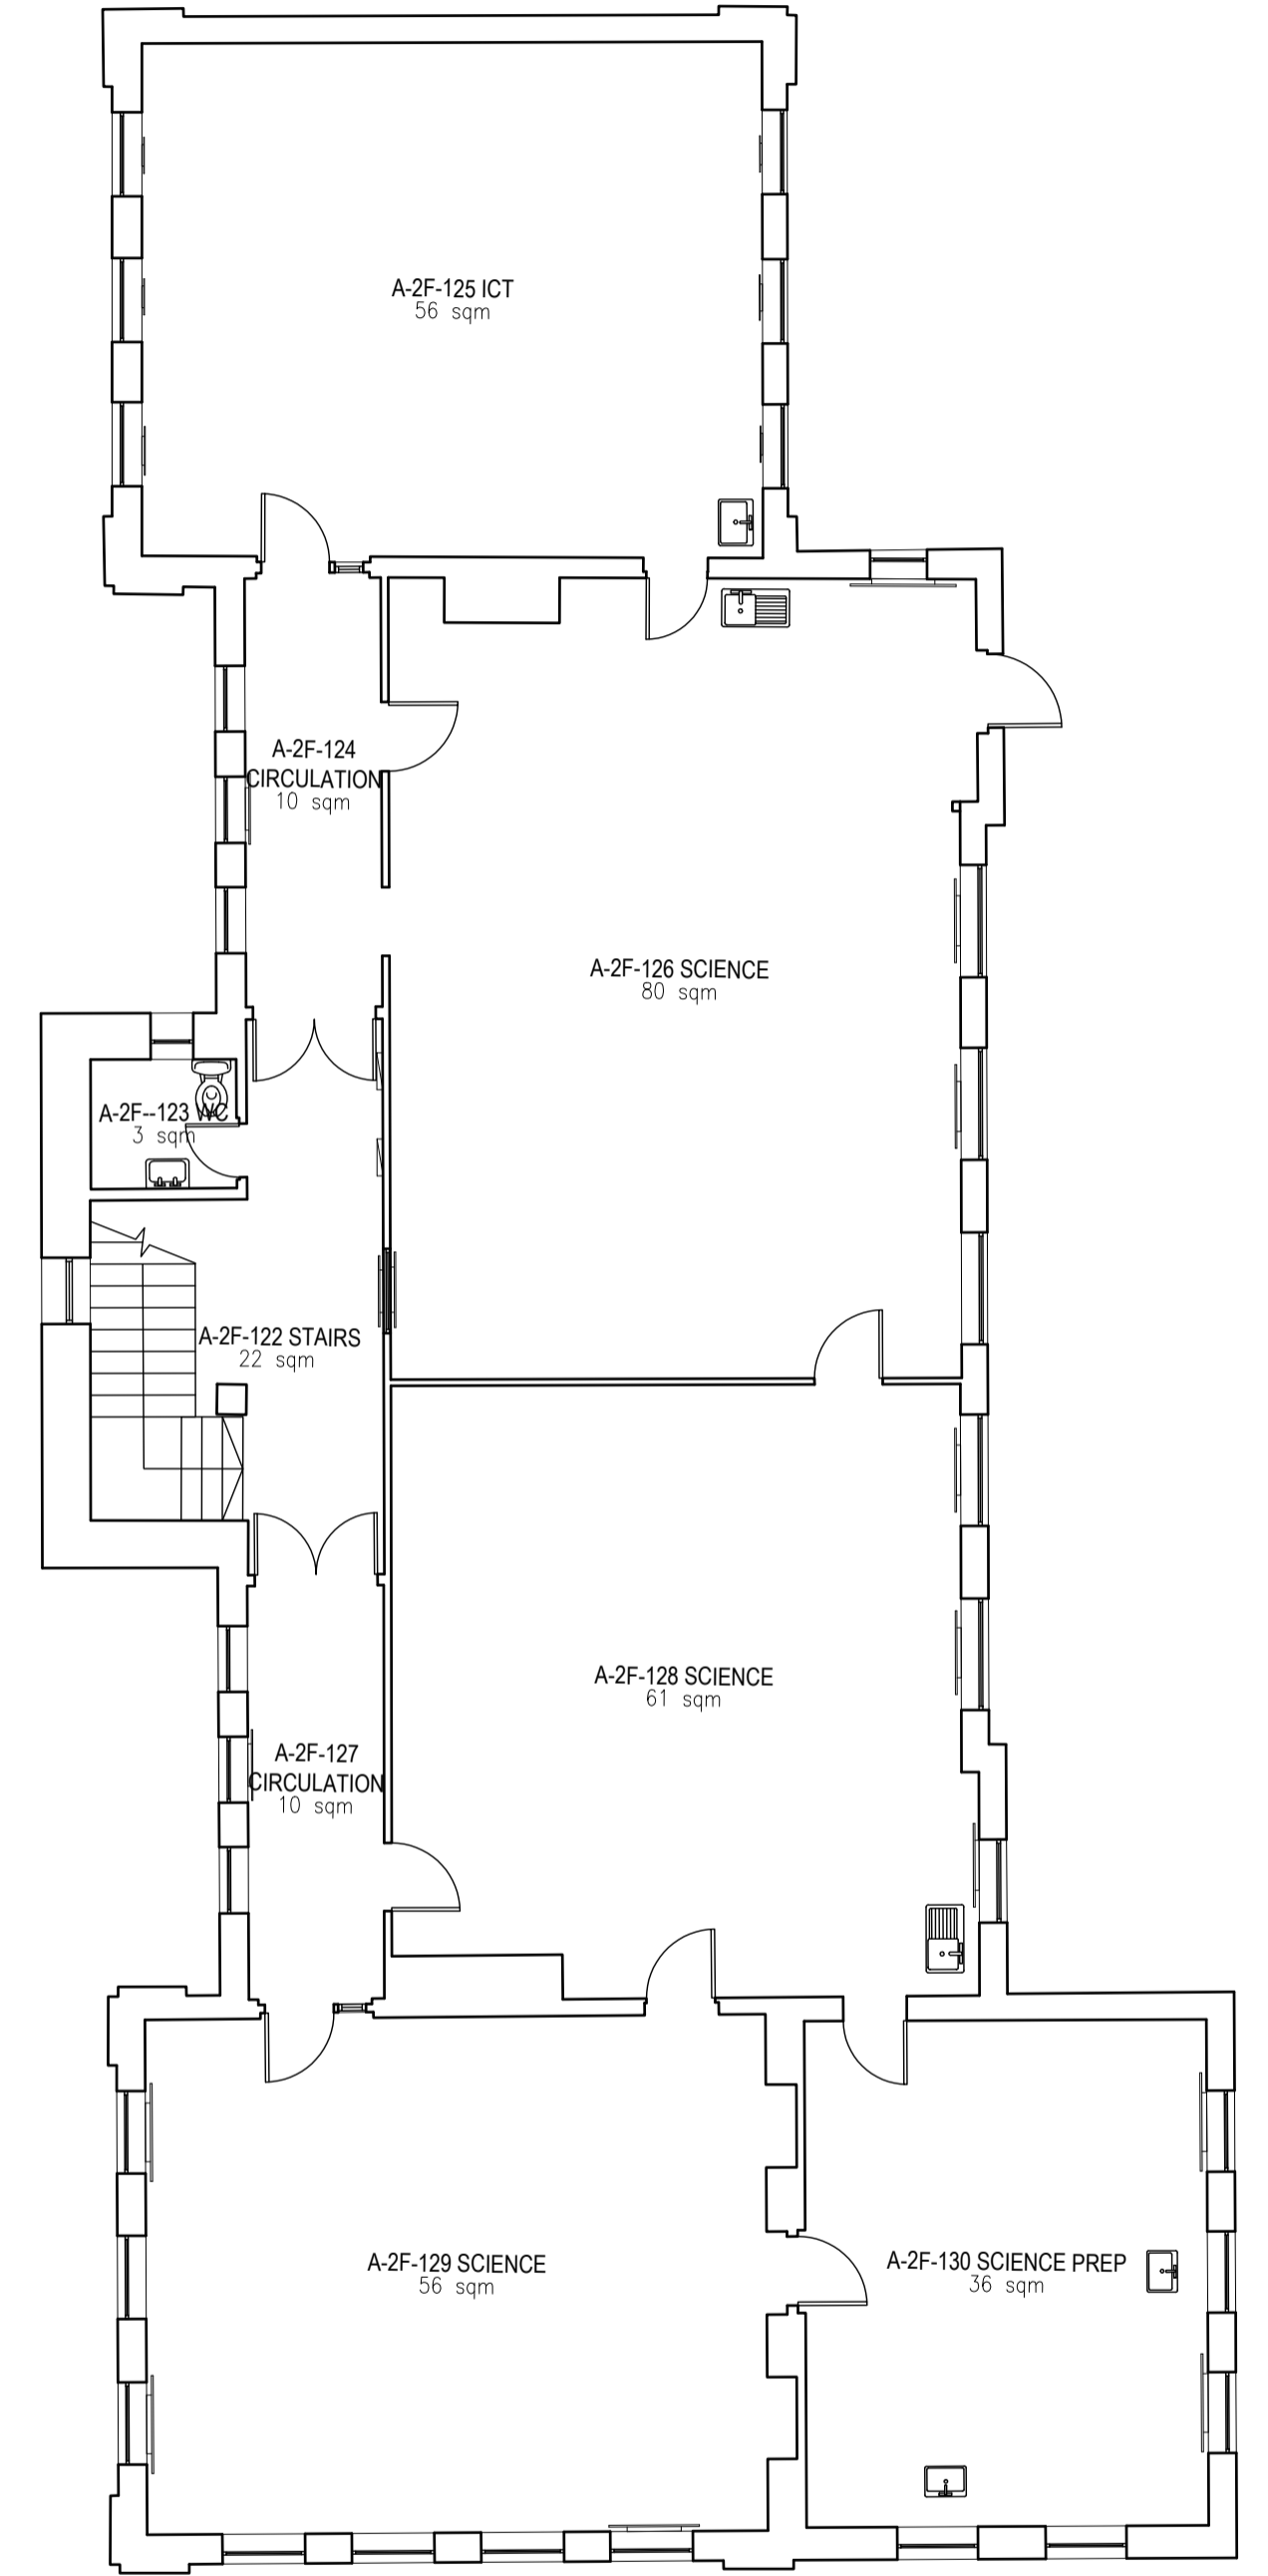 A-2F-125 ICT
56 sqm
A-2F-124
CIRCULATION
10 sqm
A-2F-126 SCIENCE
80 sqm
A-2F--123 WC
3 sqm
A-2F-122 STAIRS
22 sqm
A-2F-128 SCIENCE
61 sqm
A-2F-127
CIRCULATION
10 sqm
A-2F-129 SCIENCE
56 sqm
A-2F-130 SCIENCE PREP
36 sqm